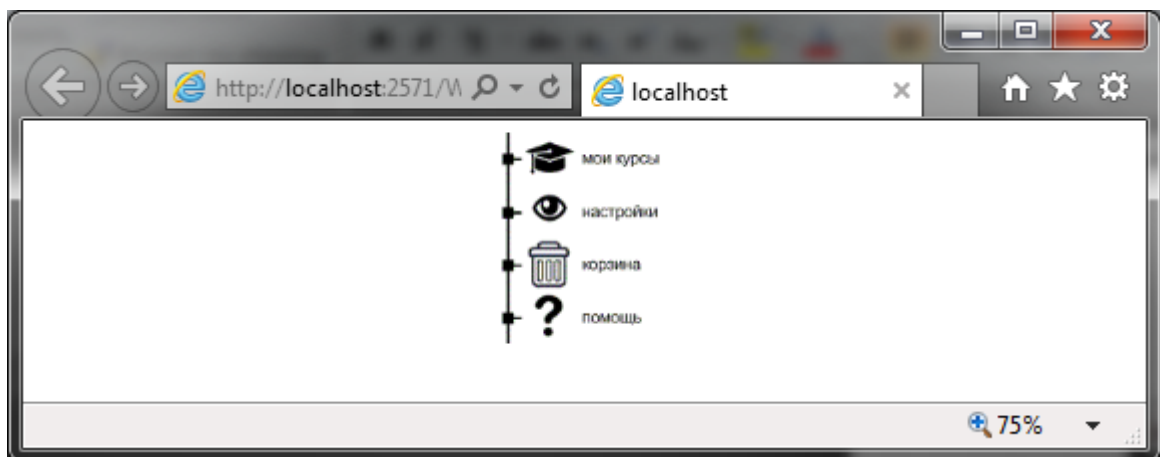 http://localhost:2571/W
localhost
мои курсы
настройки
корзина
помощь
75%